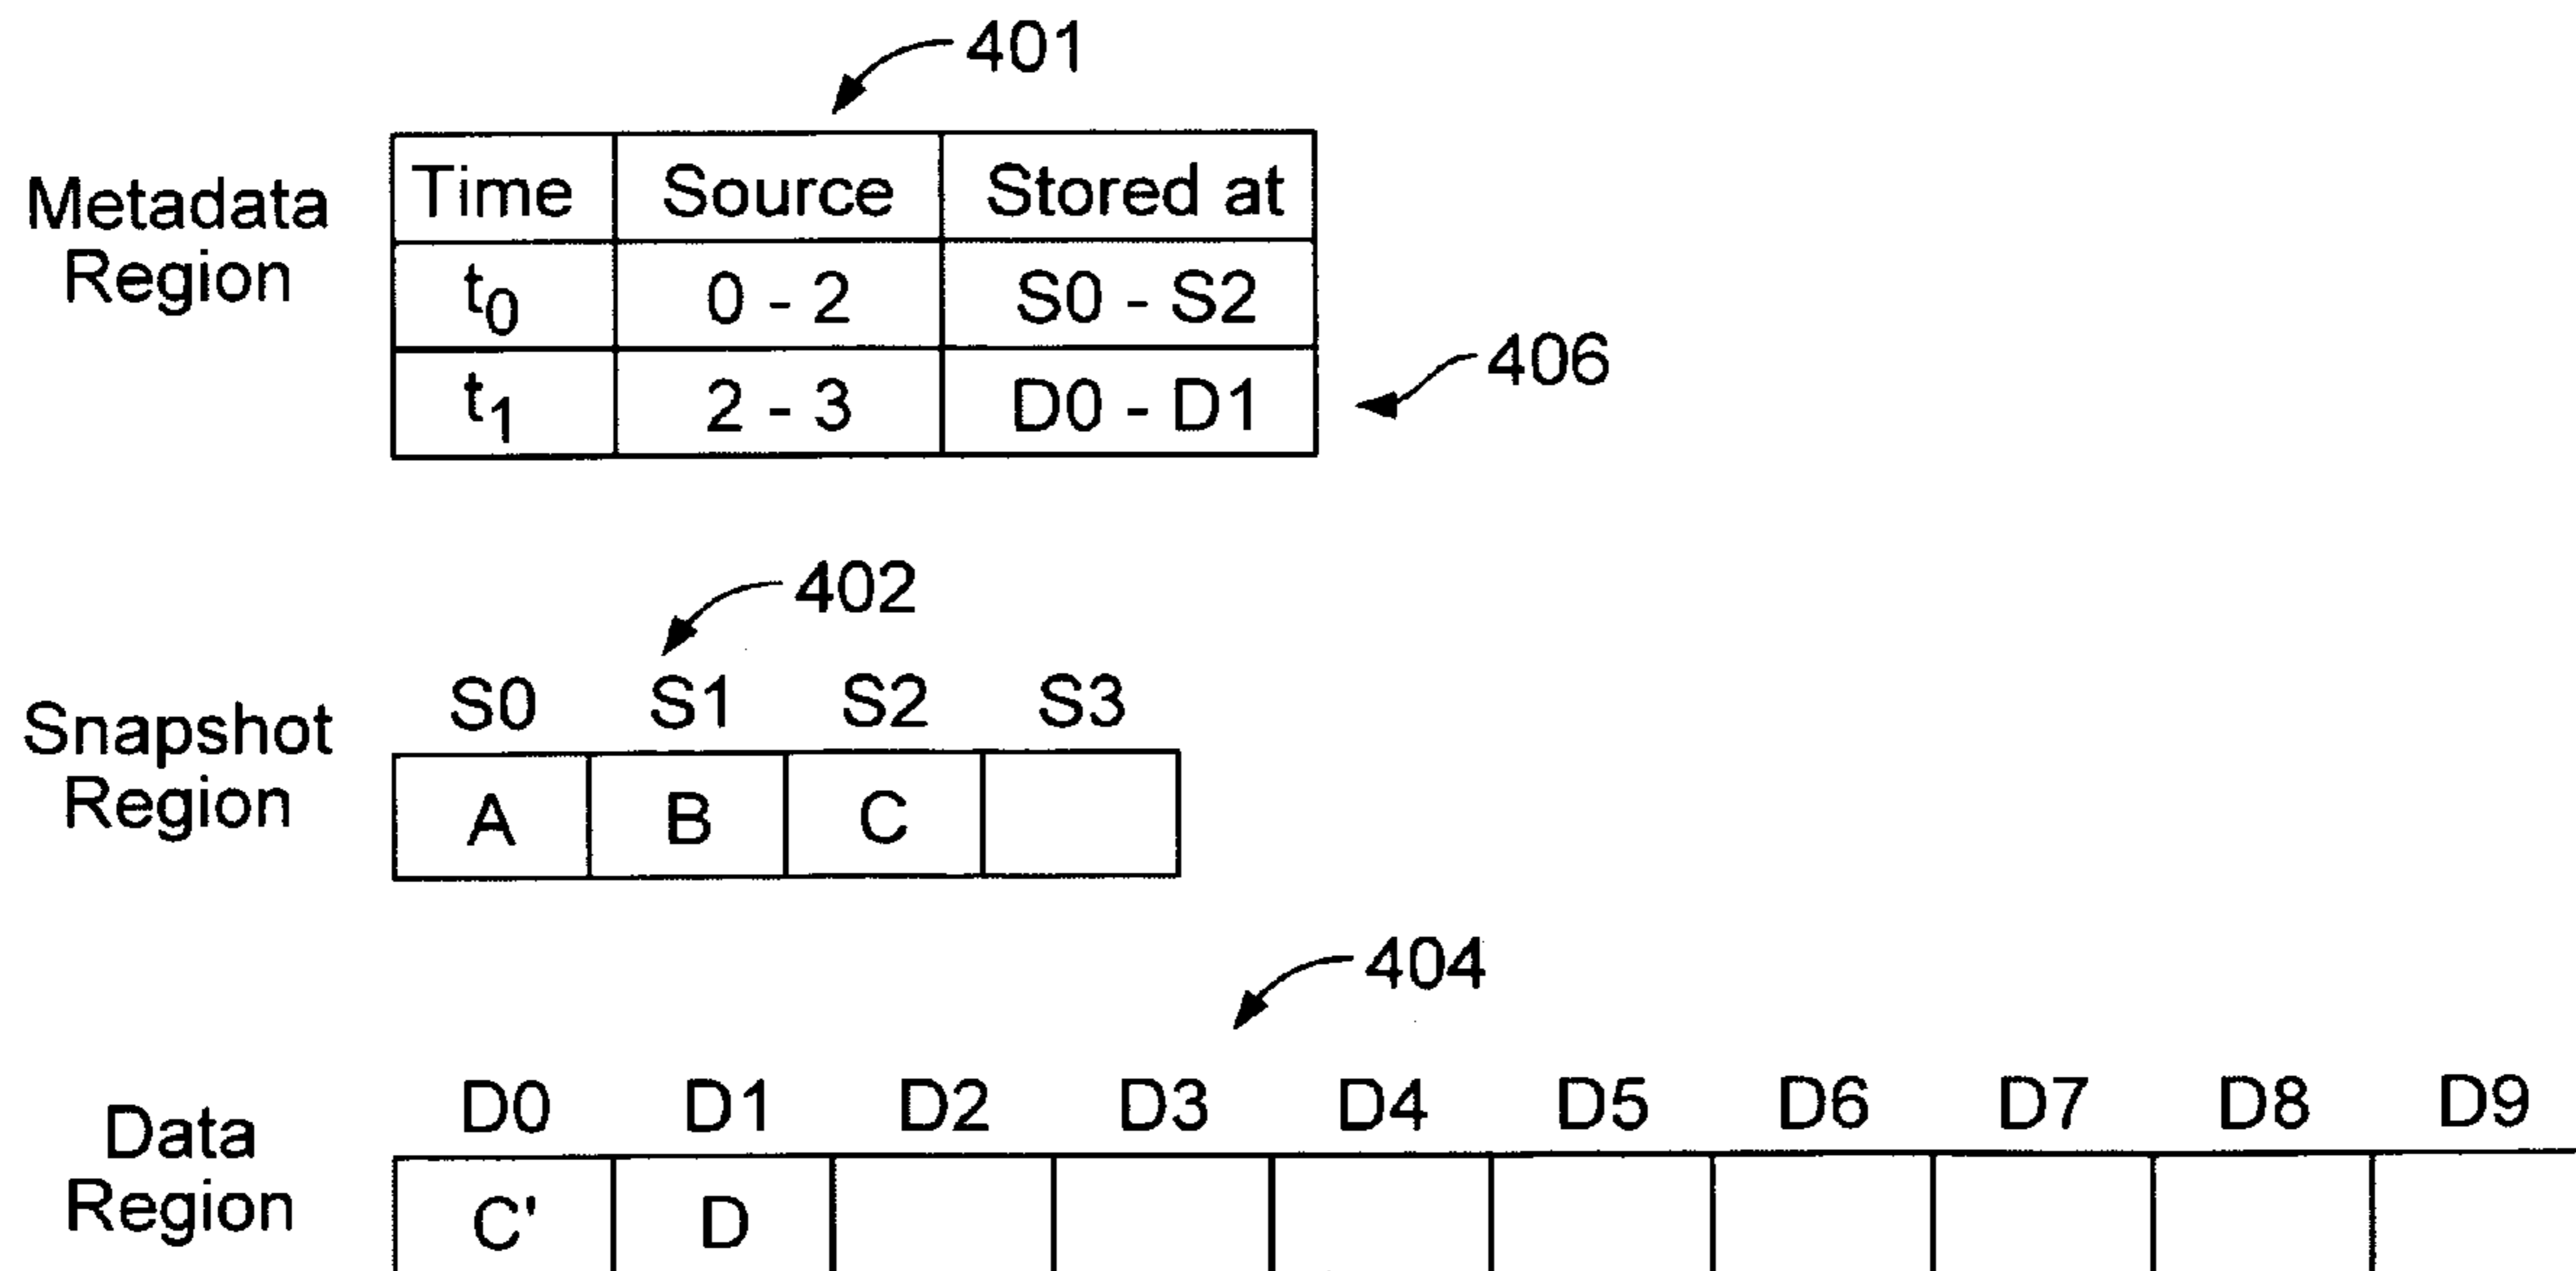 401
Metadata
Region
Time Source Stored at
t0 0 - 2 S0 - S2
t1 2 - 3 D0 - D1
406
402
Snapshot
Region
S0 S1 S2 S3
A B C
404
Data
Region
D0 D1 D2 D3 D4 D5 D6 D7 D8 D9
C' D